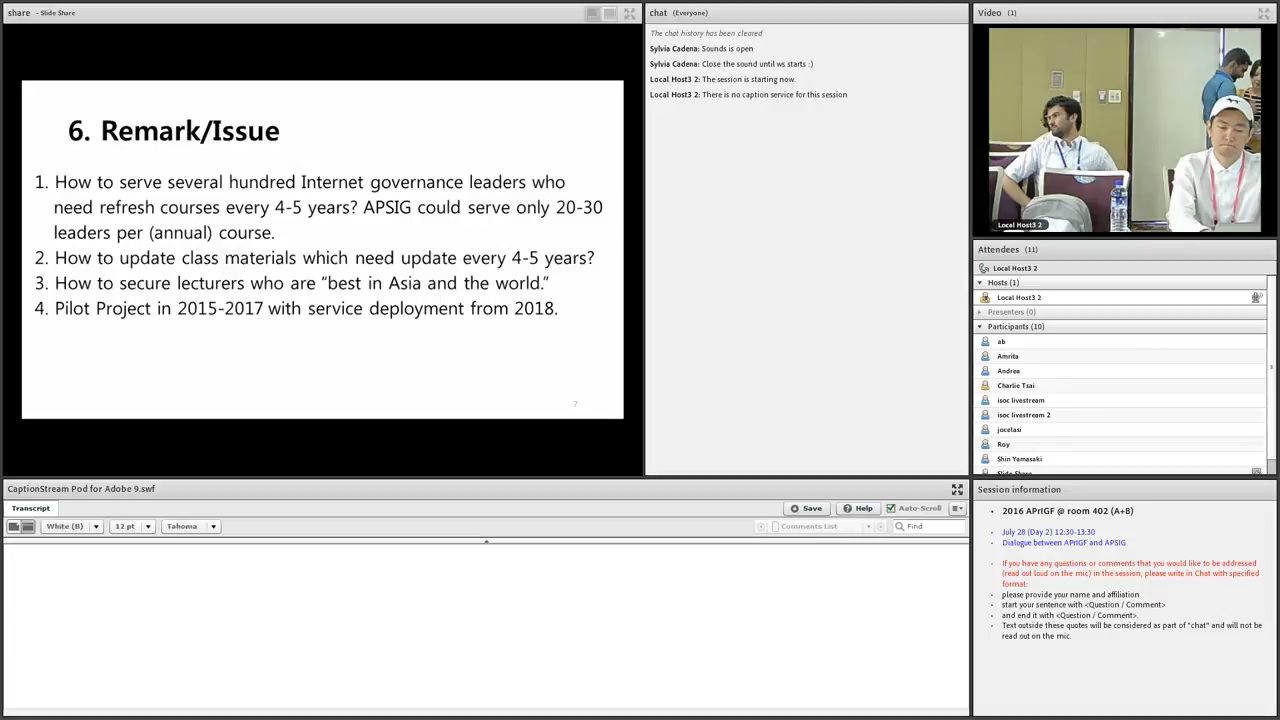 share - Slide Share
6. Remark/Issue
1. How to serve several hundred Internet governance leaders who
need refresh courses every 4-5 years? APSIG could serve only 20-30
leaders per (annual) course.
2. How to update class materials which need update every 4-5 years?
3. How to secure lecturers who are “best in Asia and the world.”
4. Pilot Project in 2015-2017 with service deployment from 2018.
7
chat (Everyone)
The chat history has been cleared
Sylvia Cadena: Sounds is open
Sylvia Cadena: Close the sound until ws starts :)
Local Host3 2: The session is starting now.
Local Host3 2: There is no caption service for this session
Video (1)
Local Host3 2
Attendees (11)
Local Host3 2
Hosts (1)
Local Host3 2
Presenters (0)
Participants (10)
ab
Amrita
Andrea
Charlie Tsai
isoc livestream
isoc livestream 2
jocelasi
Roy
Shin Yamasaki
Slide Share
CaptionStream Pod for Adobe 9.swf
Transcript
Save
Help
Auto-Scroll
White (B)
12 pt
Tahoma
Comments List
Find
Session information
• 2016 APrIGF @ room 402 (A+B)
• July 28 (Day 2) 12:30-13:30
• Dialogue between APrIGF and APSIG
• If you have any questions or comments that you would like to be addressed
(read out loud on the mic) in the session, please write in Chat with specified
format:
• please provide your name and affiliation
• start your sentence with <Question / Comment>
• and end it with <Question / Comment>.
• Text outside these quotes will be considered as part of "chat" and will not be
read out on the mic.